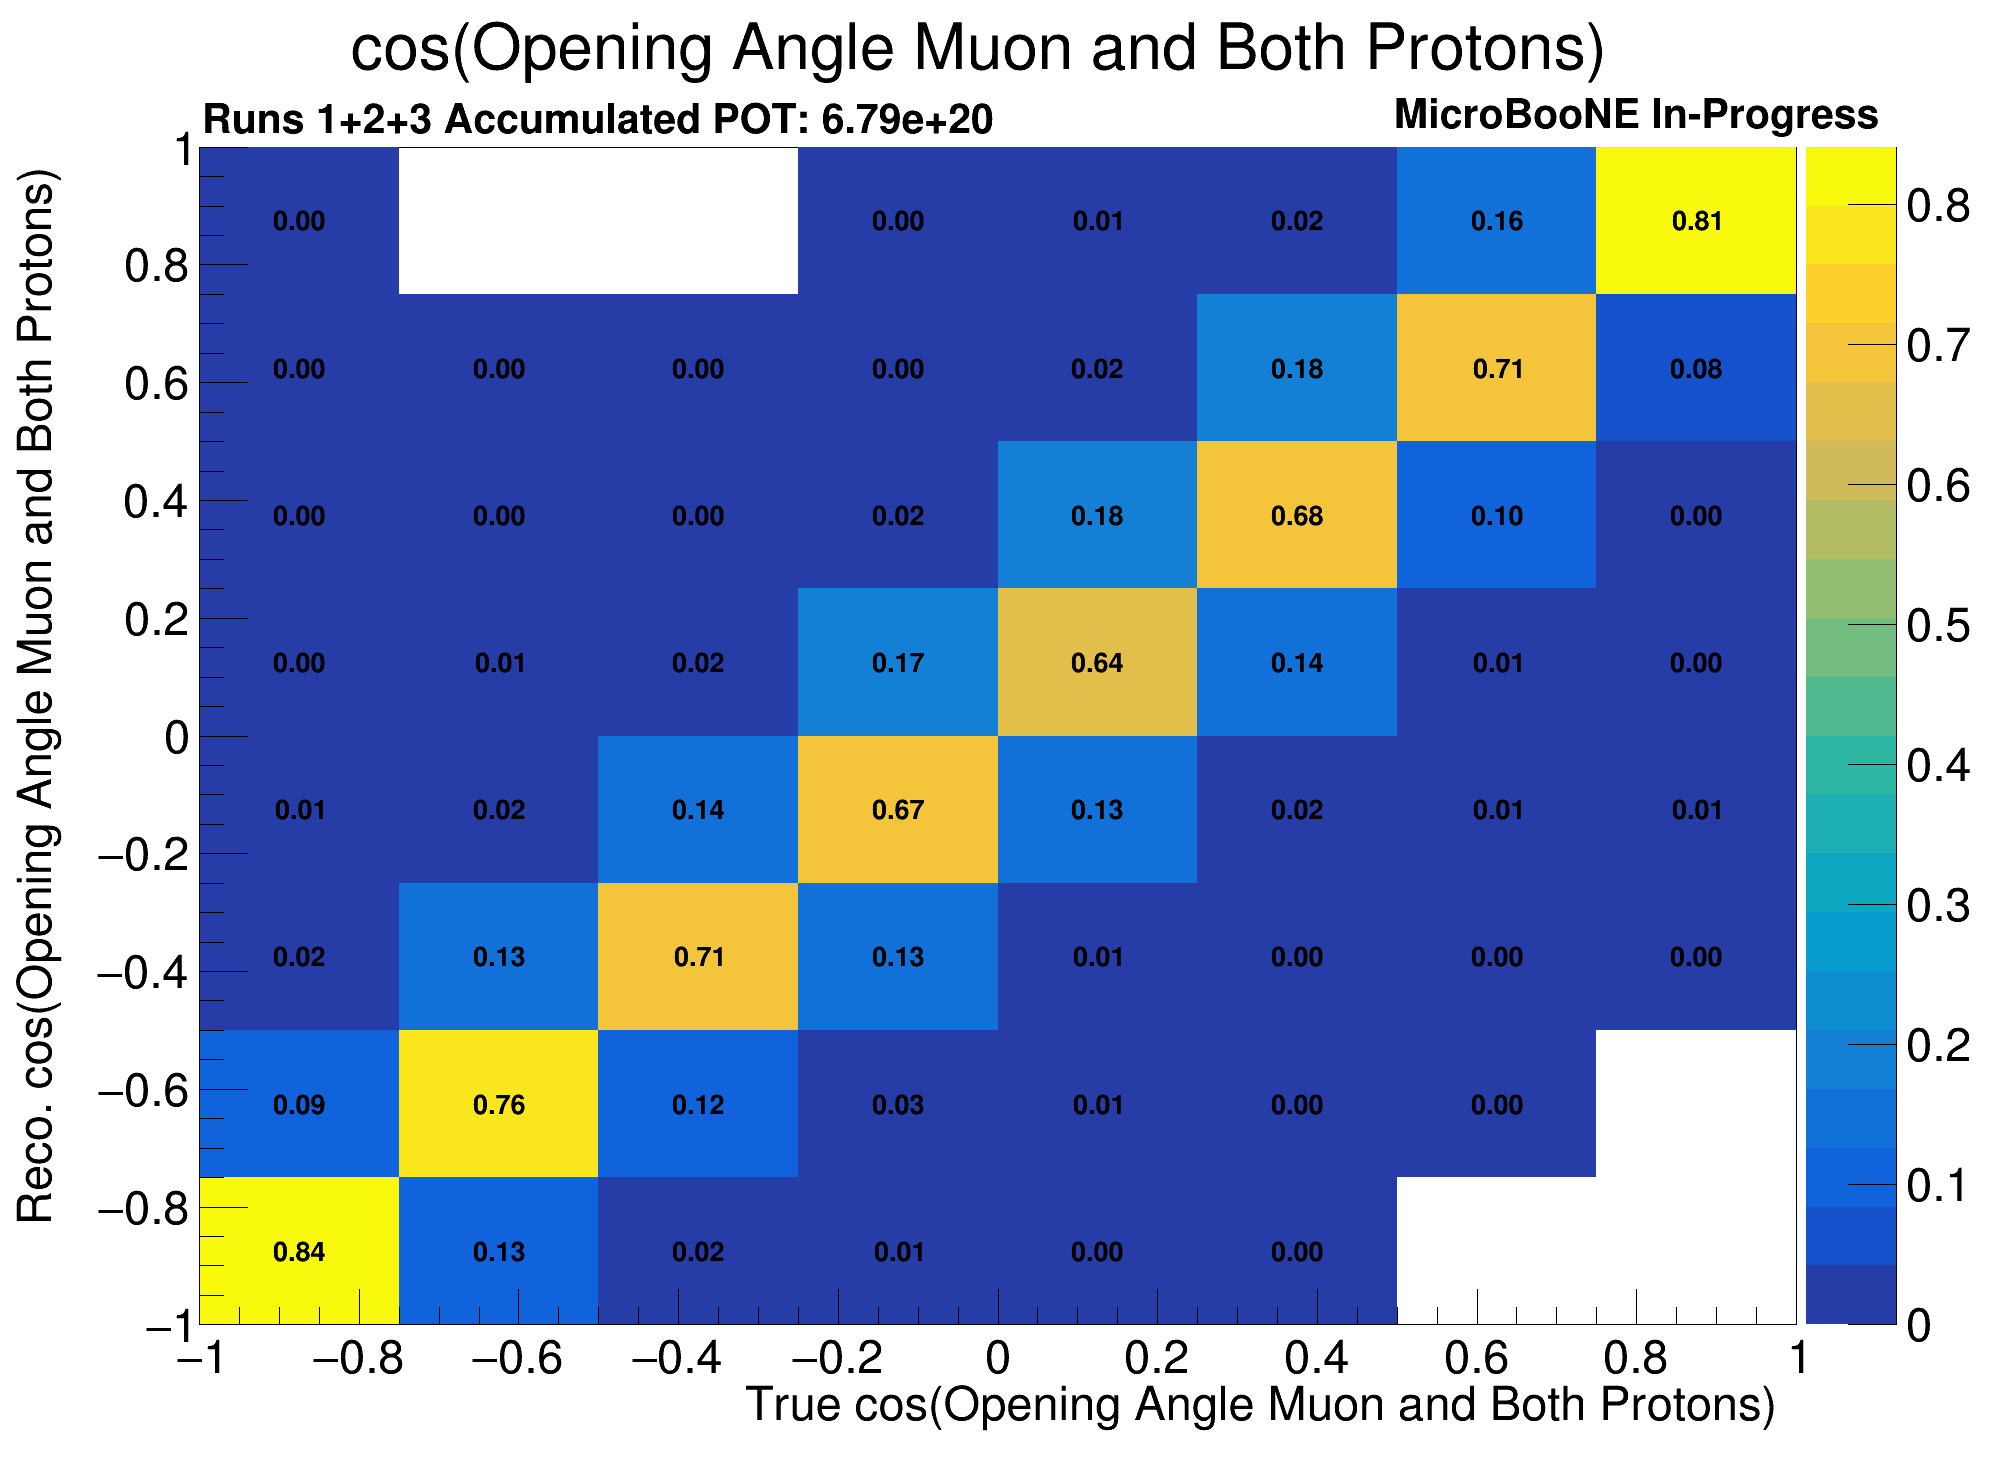 cos(Opening Angle Muon and Both Protons)
Runs 1+2+3 Accumulated POT: 6.79e+20
MicroBooNE In-Progress
Reco. cos(Opening Angle Muon and Both Protons)
1
0.8
0.6
0.4
0.2
0
−0.2
−0.4
−0.6
−0.8
−1
0.00 0.00 0.01 0.02 0.16 0.81
0.00 0.00 0.00 0.00 0.02 0.18 0.71 0.08
0.00 0.00 0.00 0.02 0.18 0.68 0.10 0.00
0.00 0.01 0.02 0.17 0.64 0.14 0.01 0.00
0.01 0.02 0.14 0.67 0.13 0.02 0.01 0.01
0.02 0.13 0.71 0.13 0.01 0.00 0.00 0.00
0.09 0.76 0.12 0.03 0.01 0.00 0.00
0.84 0.13 0.02 0.01 0.00 0.00
0.8
0.7
0.6
0.5
0.4
0.3
0.2
0.1
0
−1 −0.8 −0.6 −0.4 −0.2 0 0.2 0.4 0.6 0.8 1
True cos(Opening Angle Muon and Both Protons)